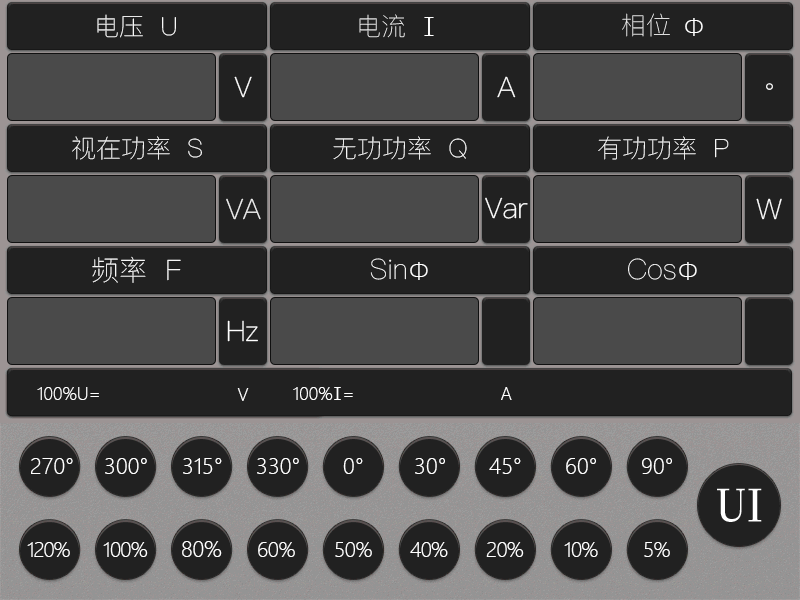 电压 U 电流 I 相位 Φ
V A °
视在功率 S 无功功率 Q 有功功率 P
VA Var W
频率 F SinΦ CosΦ
Hz
100%U= V 100%I= A
270° 300° 315° 330° 0° 30° 45° 60° 90°
UI
120% 100% 80% 60% 50% 40% 20% 10% 5%